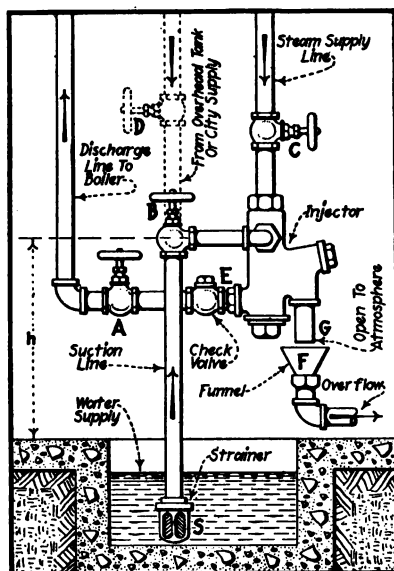 Steam Supply
Line
From Overhead Tank
Or City Supply
D
C
Discharge
Line To
Boiler
B
Injector
h
E
A
G
Open To
Atmosphere
Suction
Line
Check
Valve
F
Funnel
Overflow
Water
Supply
Strainer
S